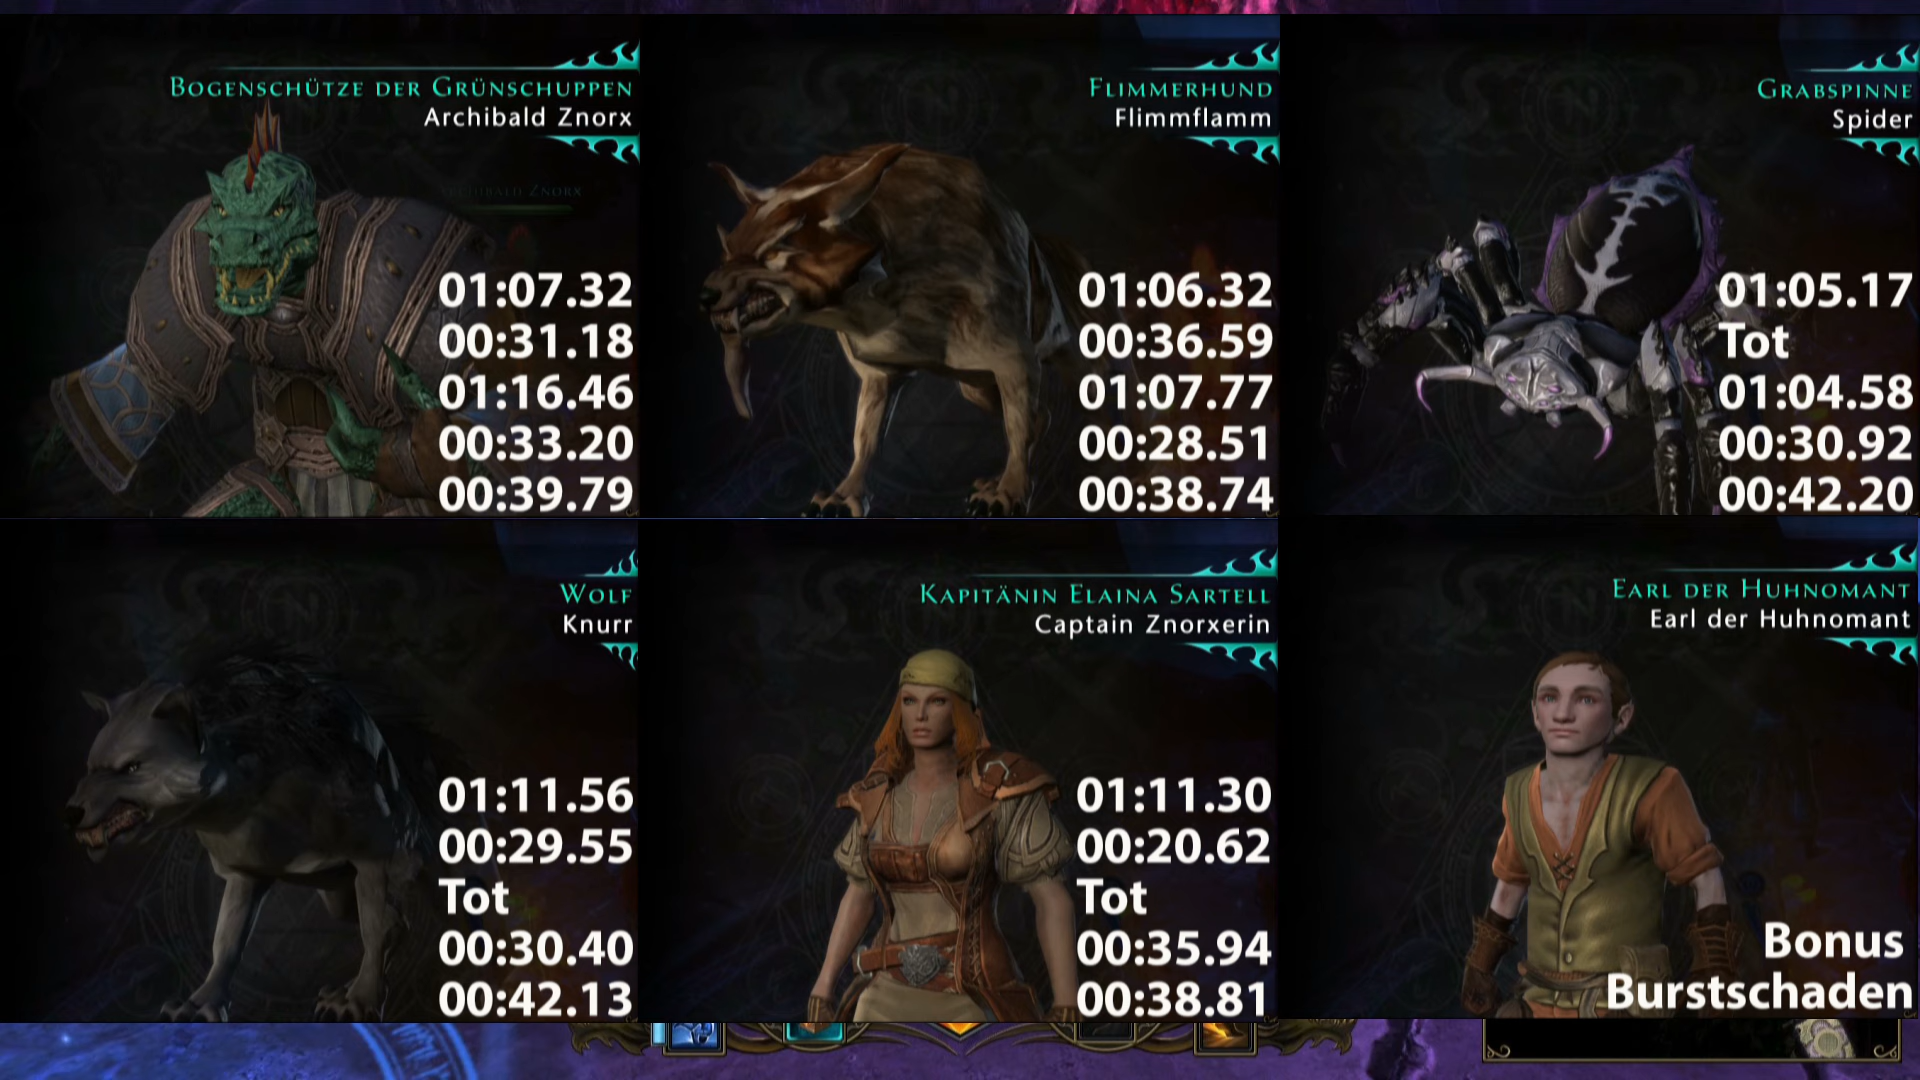 BOGENSCHÜTZE DER GRÜNSCHUPPEN
Archibald Znorx
ARCHIBALD ZNORX
01:07.32
00:31.18
01:16.46
00:33.20
00:39.79
FLIMMERHUND
Flimmflamm
01:06.32
00:36.59
01:07.77
00:28.51
00:38.74
GRABSPINNE
Spider
01:05.17
Tot
01:04.58
00:30.92
00:42.20
WOLF
Knurr
01:11.56
00:29.55
Tot
00:30.40
00:42.13
KAPITÄNIN ELAINA SARTELL
Captain Znorxerin
01:11.30
00:20.62
Tot
00:35.94
00:38.81
EARL DER HUHNOMANT
Earl der Huhnomant
Bonus
Burstschaden